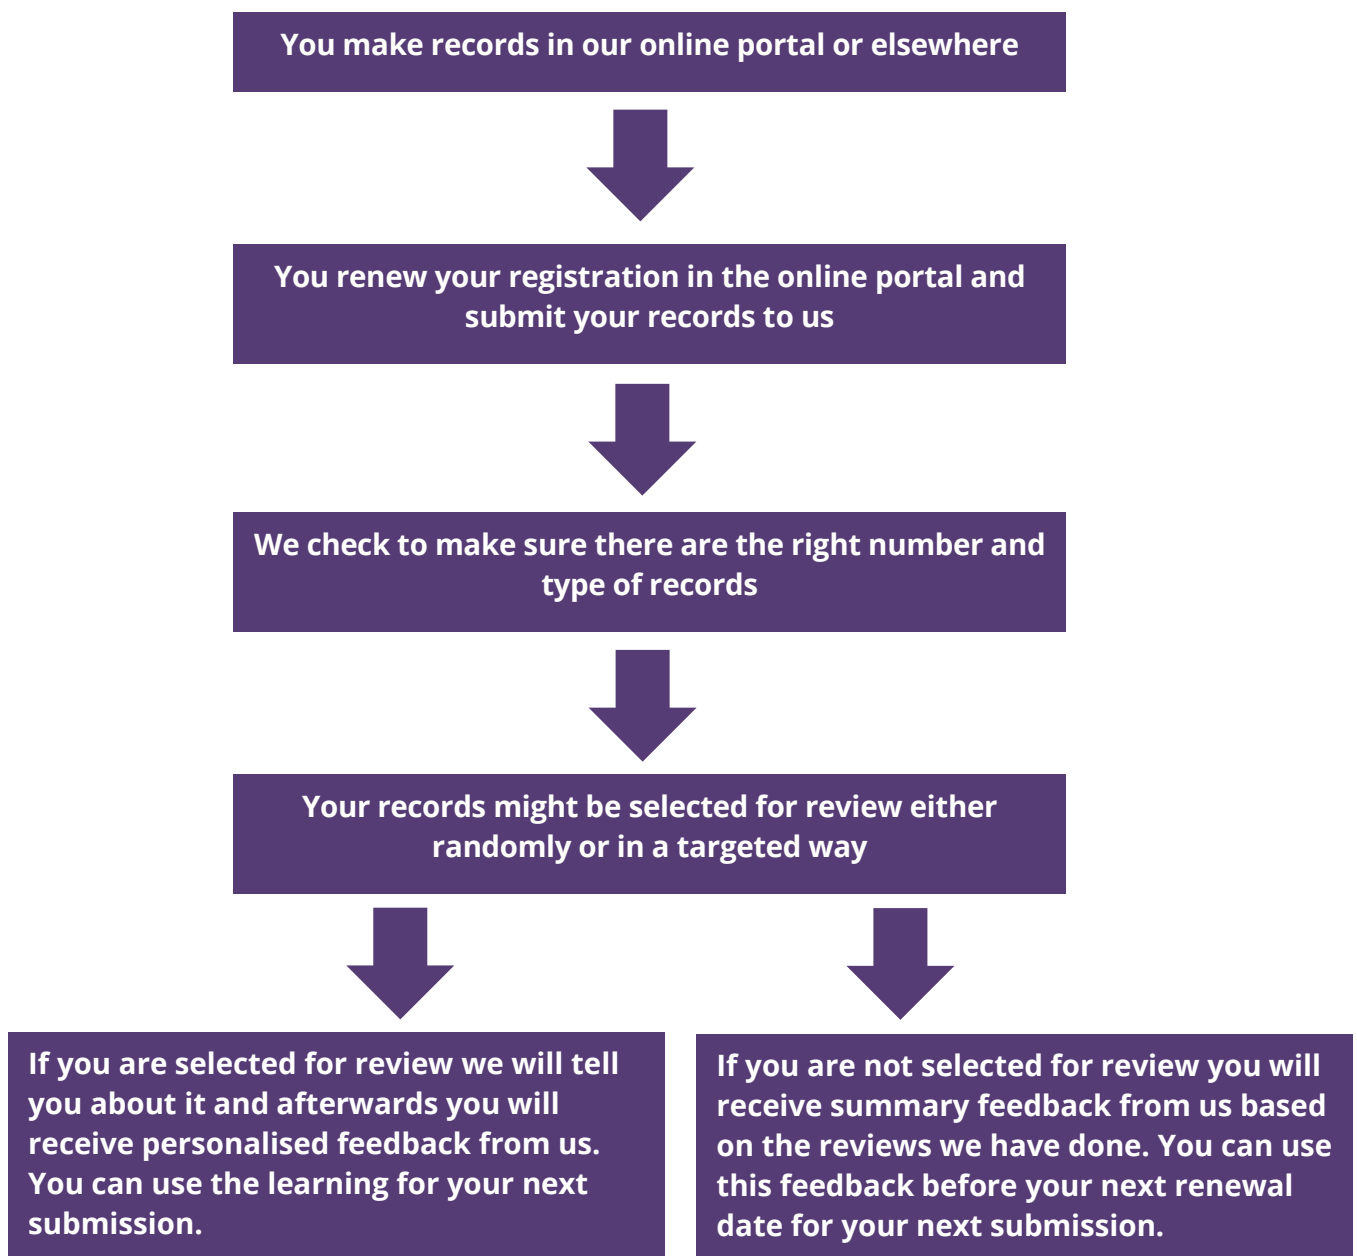 You make records in our online portal or elsewhere
You renew your registration in the online portal and
submit your records to us
We check to make sure there are the right number and
type of records
Your records might be selected for review either
randomly or in a targeted way
If you are selected for review we will tell
you about it and afterwards you will
receive personalised feedback from us.
You can use the learning for your next
submission.
If you are not selected for review you will
receive summary feedback from us based
on the reviews we have done. You can use
this feedback before your next renewal
date for your next submission.